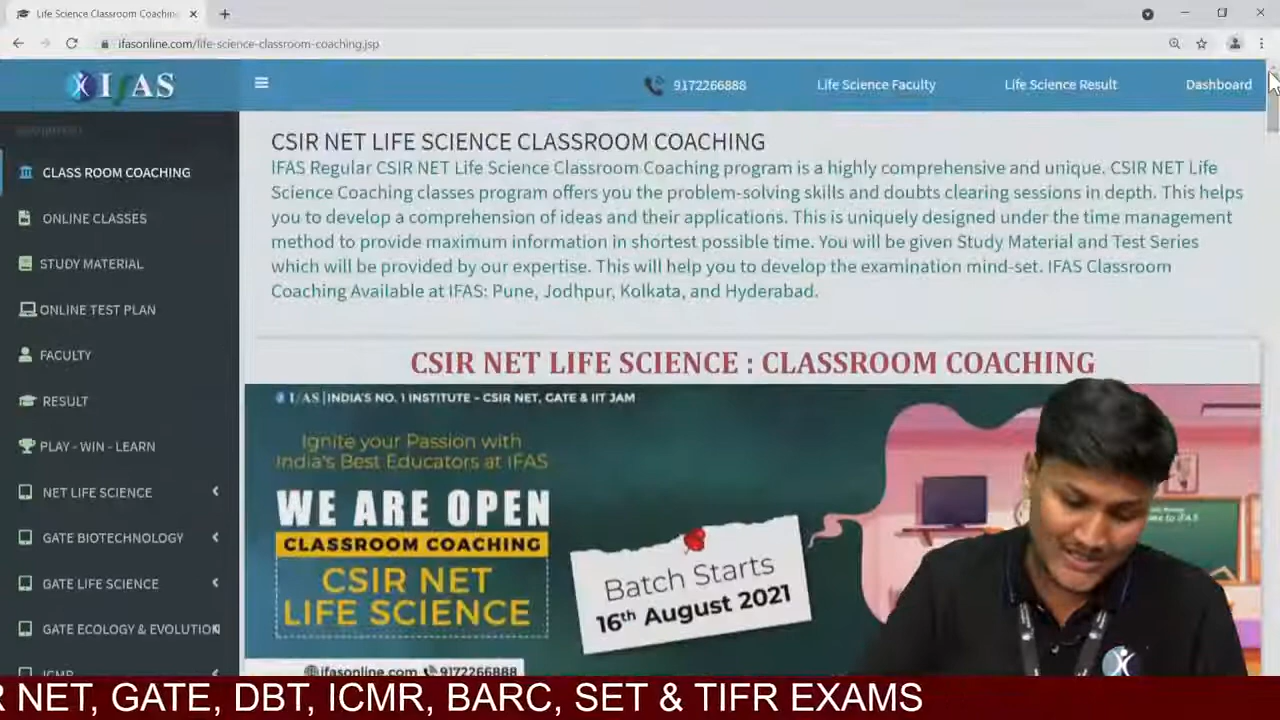 Life Science Classroom Coaching
ifasonline.com/life-science-classroom-coaching.jsp
IfAS
9172266888
Life Science Faculty
Life Science Result
Dashboard
CLASS ROOM COACHING
ONLINE CLASSES
STUDY MATERIAL
ONLINE TEST PLAN
FACULTY
RESULT
PLAY - WIN - LEARN
NET LIFE SCIENCE
GATE BIOTECHNOLOGY
GATE LIFE SCIENCE
GATE ECOLOGY & EVOLUTION
ICMR
CSIR NET LIFE SCIENCE CLASSROOM COACHING
IFAS Regular CSIR NET Life Science Classroom Coaching program is a highly comprehensive and unique. CSIR NET Life
Science Coaching classes program offers you the problem-solving skills and doubts clearing sessions in depth. This helps
you to develop a comprehension of ideas and their applications. This is uniquely designed under the time management
method to provide maximum information in shortest possible time. You will be given Study Material and Test Series
which will be provided by our expertise. This will help you to develop the examination mind-set. IFAS Classroom
Coaching Available at IFAS: Pune, Jodhpur, Kolkata, and Hyderabad.
CSIR NET LIFE SCIENCE : CLASSROOM COACHING
IfAS | INDIA'S NO. 1 INSTITUTE - CSIR NET, GATE & IIT JAM
Ignite your Passion with
India's Best Educators at IFAS
WE ARE OPEN
CLASSROOM COACHING
CSIR NET
LIFE SCIENCE
Batch Starts
16th August 2021
ifasonline.com 9172266888
R NET, GATE, DBT, ICMR, BARC, SET & TIFR EXAMS